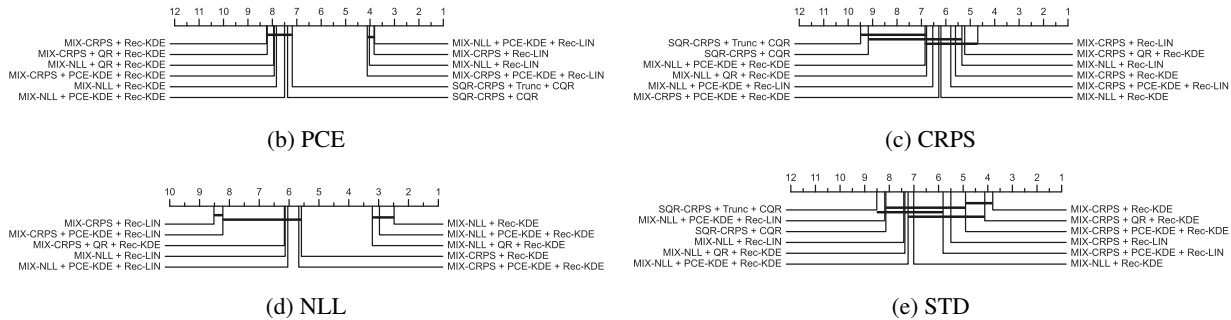 12 11 10 9 8 7 6 5 4 3 2 1
MIX-CRPS + Rec-KDE
MIX-CRPS + QR + Rec-KDE
MIX-NLL + QR + Rec-KDE
MIX-CRPS + PCE-KDE + Rec-KDE
MIX-NLL + Rec-KDE
MIX-NLL + PCE-KDE + Rec-KDE
MIX-NLL + PCE-KDE + Rec-LIN
MIX-CRPS + Rec-LIN
MIX-NLL + Rec-LIN
MIX-CRPS + PCE-KDE + Rec-LIN
SQR-CRPS + Trunc + CQR
SQR-CRPS + CQR
(b) PCE
12 11 10 9 8 7 6 5 4 3 2 1
SQR-CRPS + Trunc + CQR
SQR-CRPS + CQR
MIX-NLL + PCE-KDE + Rec-KDE
MIX-NLL + QR + Rec-KDE
MIX-NLL + PCE-KDE + Rec-LIN
MIX-CRPS + PCE-KDE + Rec-KDE
MIX-CRPS + Rec-LIN
MIX-CRPS + QR + Rec-KDE
MIX-NLL + Rec-LIN
MIX-CRPS + Rec-KDE
MIX-CRPS + PCE-KDE + Rec-LIN
MIX-NLL + Rec-KDE
(c) CRPS
10 9 8 7 6 5 4 3 2 1
MIX-CRPS + Rec-LIN
MIX-CRPS + PCE-KDE + Rec-LIN
MIX-CRPS + QR + Rec-KDE
MIX-NLL + Rec-LIN
MIX-NLL + PCE-KDE + Rec-LIN
MIX-NLL + Rec-KDE
MIX-NLL + PCE-KDE + Rec-KDE
MIX-NLL + QR + Rec-KDE
MIX-CRPS + Rec-KDE
MIX-CRPS + PCE-KDE + Rec-KDE
(d) NLL
12 11 10 9 8 7 6 5 4 3 2 1
SQR-CRPS + Trunc + CQR
MIX-NLL + PCE-KDE + Rec-LIN
SQR-CRPS + CQR
MIX-NLL + Rec-LIN
MIX-NLL + QR + Rec-KDE
MIX-NLL + PCE-KDE + Rec-KDE
MIX-CRPS + Rec-KDE
MIX-CRPS + QR + Rec-KDE
MIX-CRPS + PCE-KDE + Rec-KDE
MIX-CRPS + Rec-LIN
MIX-CRPS + PCE-KDE + Rec-LIN
MIX-NLL + Rec-KDE
(e) STD